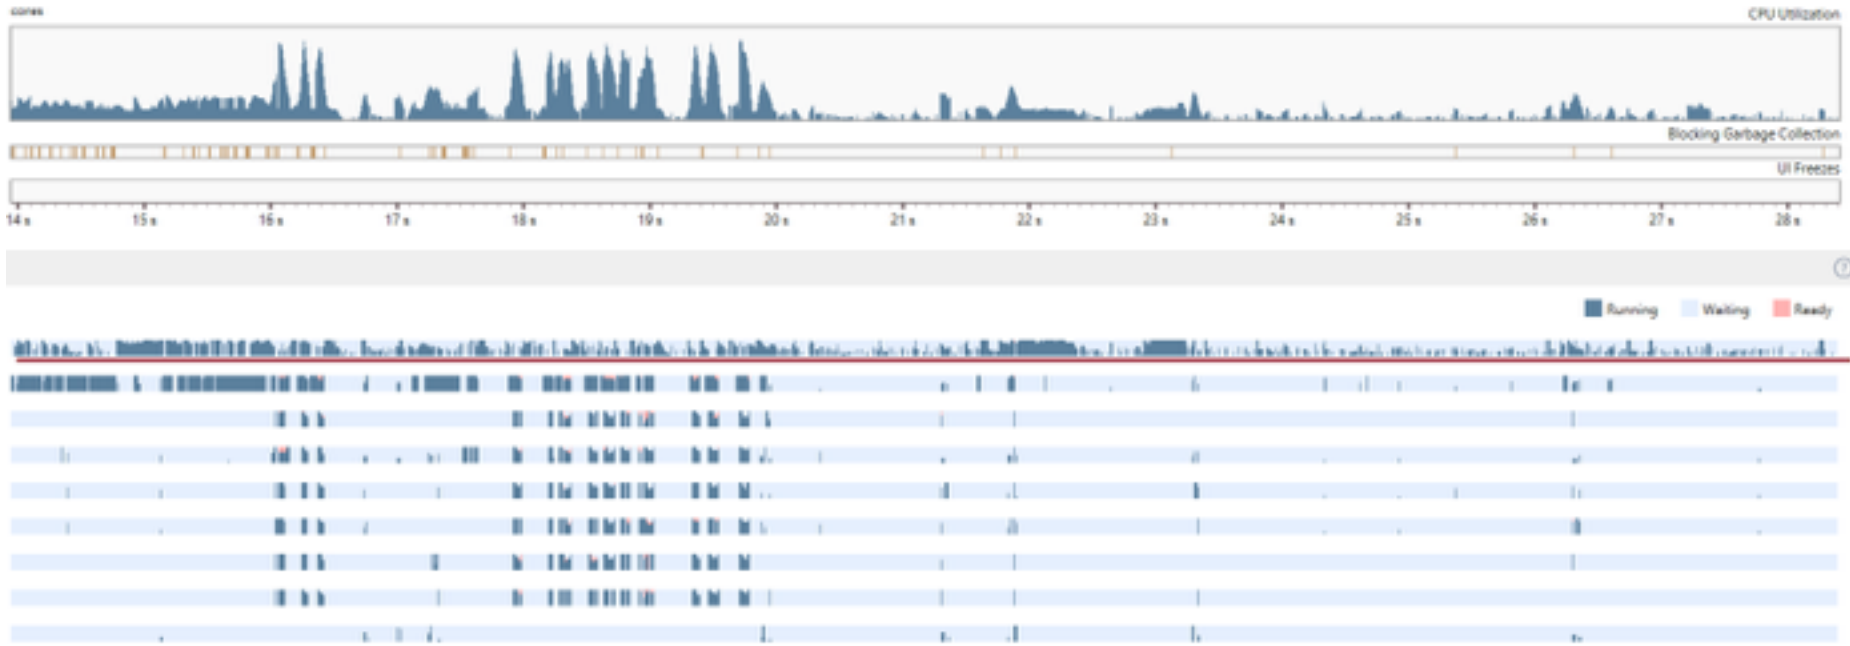 cores
CPU Utilization
Blocking Garbage Collection
UI Freezes
14 s 15 s 16 s 17 s 18 s 19 s 20 s 21 s 22 s 23 s 24 s 25 s 26 s 27 s 28 s
?
Running Waiting Ready